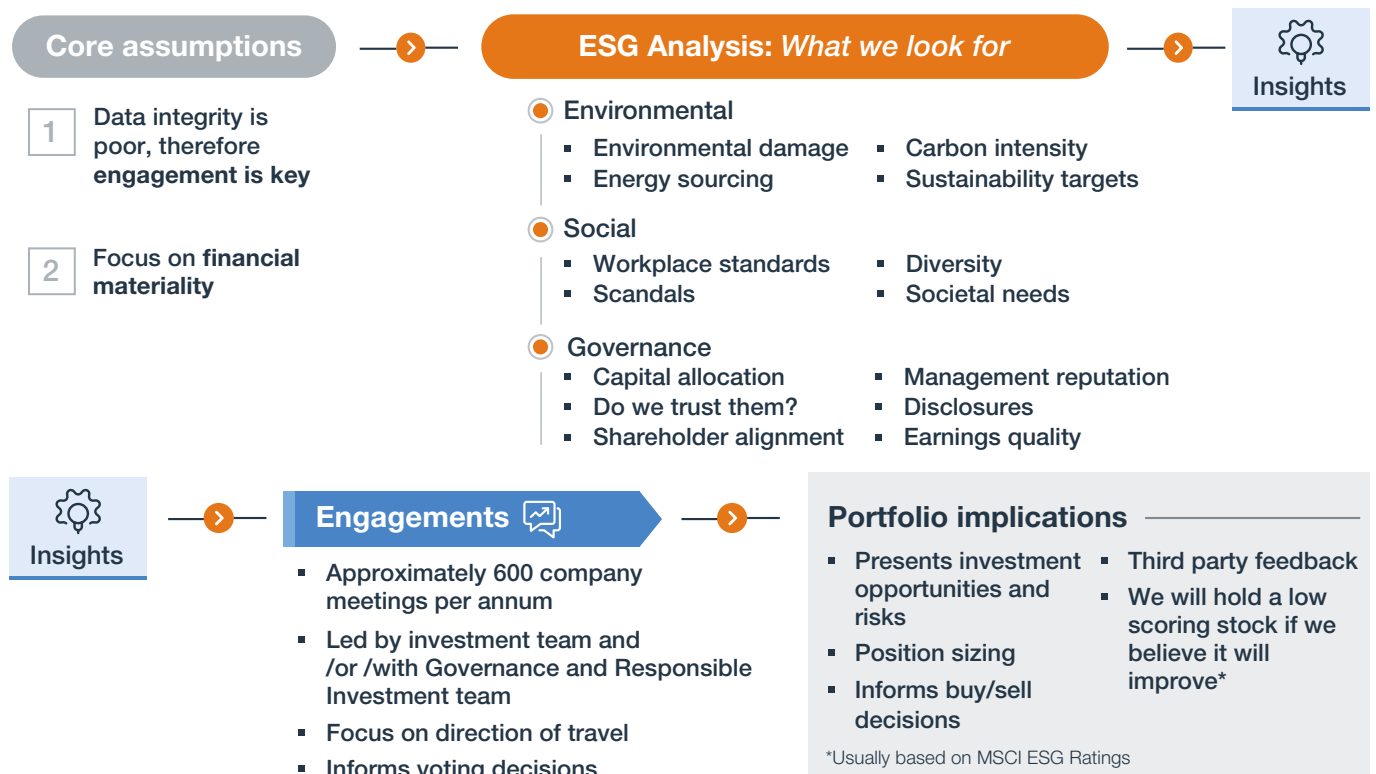 Core assumptions
ESG Analysis: What we look for
Insights
1
Data integrity is
poor, therefore
engagement is key
2
Focus on financial
materiality
Environmental
Environmental damage
Energy sourcing
Carbon intensity
Sustainability targets
Social
Workplace standards
Scandals
Diversity
Societal needs
Governance
Capital allocation
Do we trust them?
Shareholder alignment
Management reputation
Disclosures
Earnings quality
Insights
Engagements
Approximately 600 company
meetings per annum
Led by investment team and
/or /with Governance and Responsible
Investment team
Focus on direction of travel
Informs voting decisions
Portfolio implications
Presents investment
opportunities and
risks
Position sizing
Informs buy/sell
decisions
Third party feedback
We will hold a low
scoring stock if we
believe it will
improve*
*Usually based on MSCI ESG Ratings